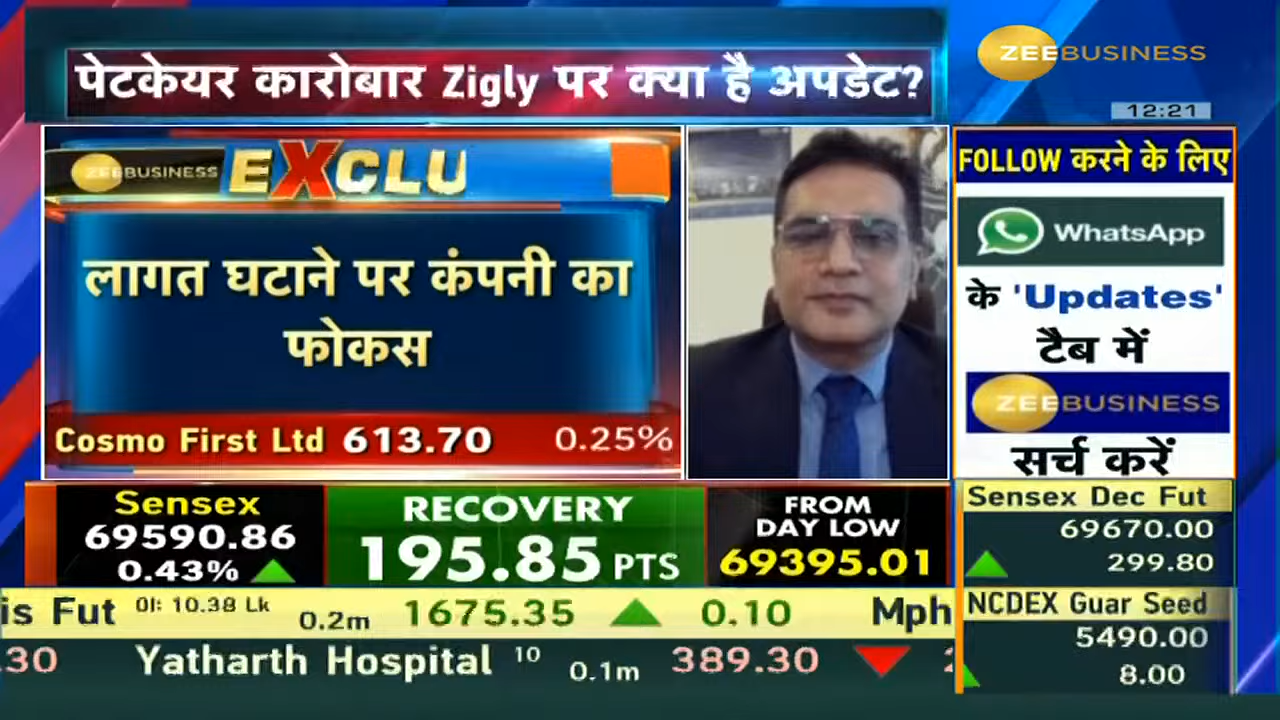 पेटकेयर कारोबार Zigly पर क्या है अपडेट?
ZEEBUSINESS
12:21
ZEEBUSINESS EXCLU
लागत घटाने पर कंपनी का
फोकस
Cosmo First Ltd 613.70 0.25%
FOLLOW करने के लिए
WhatsApp
के 'Updates'
टैब में
ZEEBUSINESS
सर्च करें
Sensex
69590.86
0.43%
RECOVERY
195.85 PTS
FROM
DAY LOW
69395.01
Sensex Dec Fut
69670.00
299.80
NCDEX Guar Seed
5490.00
8.00
is Fut OI: 10.38 Lk 0.2m 1675.35 0.10 Mph
.30 Yatharth Hospital 10 0.1m 389.30